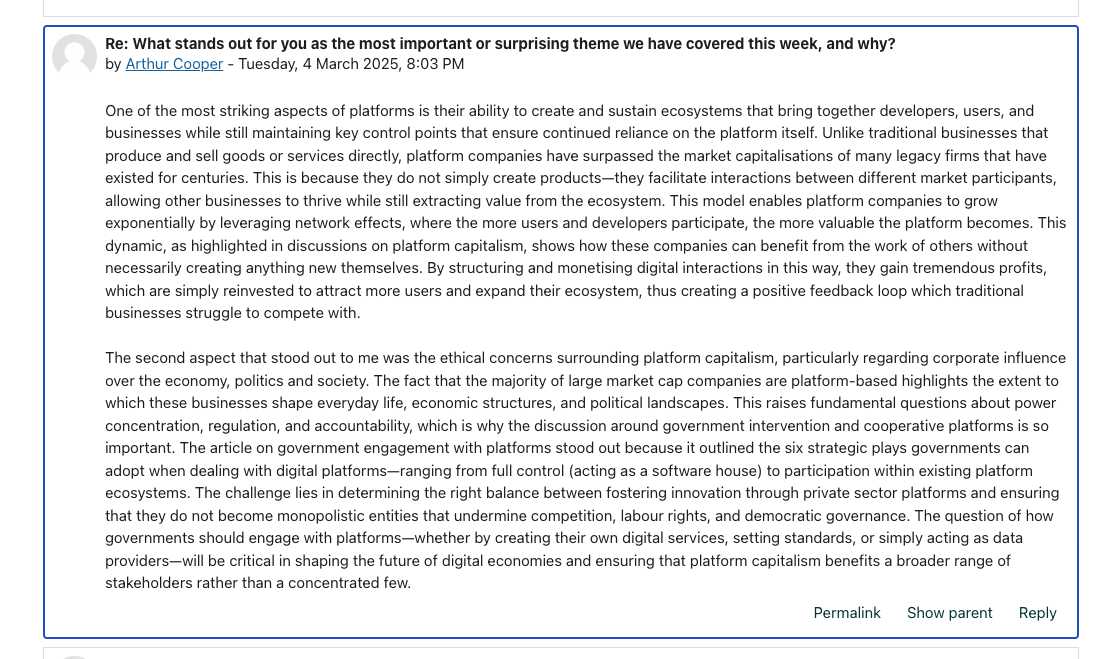 Re: What stands out for you as the most important or surprising theme we have covered this week, and why?
by Arthur Cooper - Tuesday, 4 March 2025, 8:03 PM
One of the most striking aspects of platforms is their ability to create and sustain ecosystems that bring together developers, users, and
businesses while still maintaining key control points that ensure continued reliance on the platform itself. Unlike traditional businesses that
produce and sell goods or services directly, platform companies have surpassed the market capitalisations of many legacy firms that have
existed for centuries. This is because they do not simply create products—they facilitate interactions between different market participants,
allowing other businesses to thrive while still extracting value from the ecosystem. This model enables platform companies to grow
exponentially by leveraging network effects, where the more users and developers participate, the more valuable the platform becomes. This
dynamic, as highlighted in discussions on platform capitalism, shows how these companies can benefit from the work of others without
necessarily creating anything new themselves. By structuring and monetising digital interactions in this way, they gain tremendous profits,
which are simply reinvested to attract more users and expand their ecosystem, thus creating a positive feedback loop which traditional
businesses struggle to compete with.
The second aspect that stood out to me was the ethical concerns surrounding platform capitalism, particularly regarding corporate influence
over the economy, politics and society. The fact that the majority of large market cap companies are platform-based highlights the extent to
which these businesses shape everyday life, economic structures, and political landscapes. This raises fundamental questions about power
concentration, regulation, and accountability, which is why the discussion around government intervention and cooperative platforms is so
important. The article on government engagement with platforms stood out because it outlined the six strategic plays governments can
adopt when dealing with digital platforms—ranging from full control (acting as a software house) to participation within existing platform
ecosystems. The challenge lies in determining the right balance between fostering innovation through private sector platforms and ensuring
that they do not become monopolistic entities that undermine competition, labour rights, and democratic governance. The question of how
governments should engage with platforms—whether by creating their own digital services, setting standards, or simply acting as data
providers—will be critical in shaping the future of digital economies and ensuring that platform capitalism benefits a broader range of
stakeholders rather than a concentrated few.
Permalink Show parent Reply